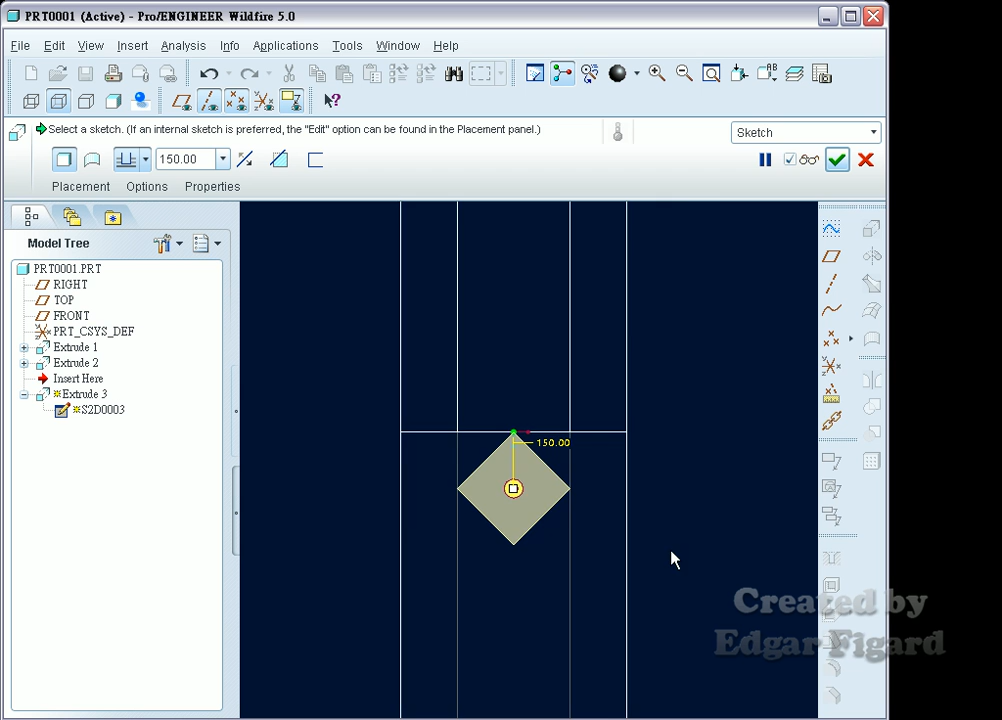 PRT0001 (Active) - Pro/ENGINEER Wildfire 5.0
File Edit View Insert Analysis Info Applications Tools Window Help
Select a sketch. (If an internal sketch is preferred, the "Edit" option can be found in the Placement panel.)
Sketch
150.00
Placement Options Properties
Model Tree
PRT0001.PRT
RIGHT
TOP
FRONT
PRT_CSYS_DEF
Extrude 1
Extrude 2
Insert Here
Extrude 3
S2D0003
150.00
Created by
Edgar Figard